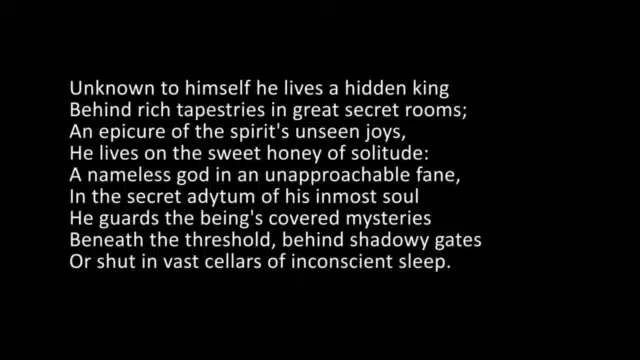 Unknown to himself he lives a hidden king
Behind rich tapestries in great secret rooms;
An epicure of the spirit's unseen joys,
He lives on the sweet honey of solitude:
A nameless god in an unapproachable fane,
In the secret adytum of his inmost soul
He guards the being's covered mysteries
Beneath the threshold, behind shadowy gates
Or shut in vast cellars of inconscient sleep.